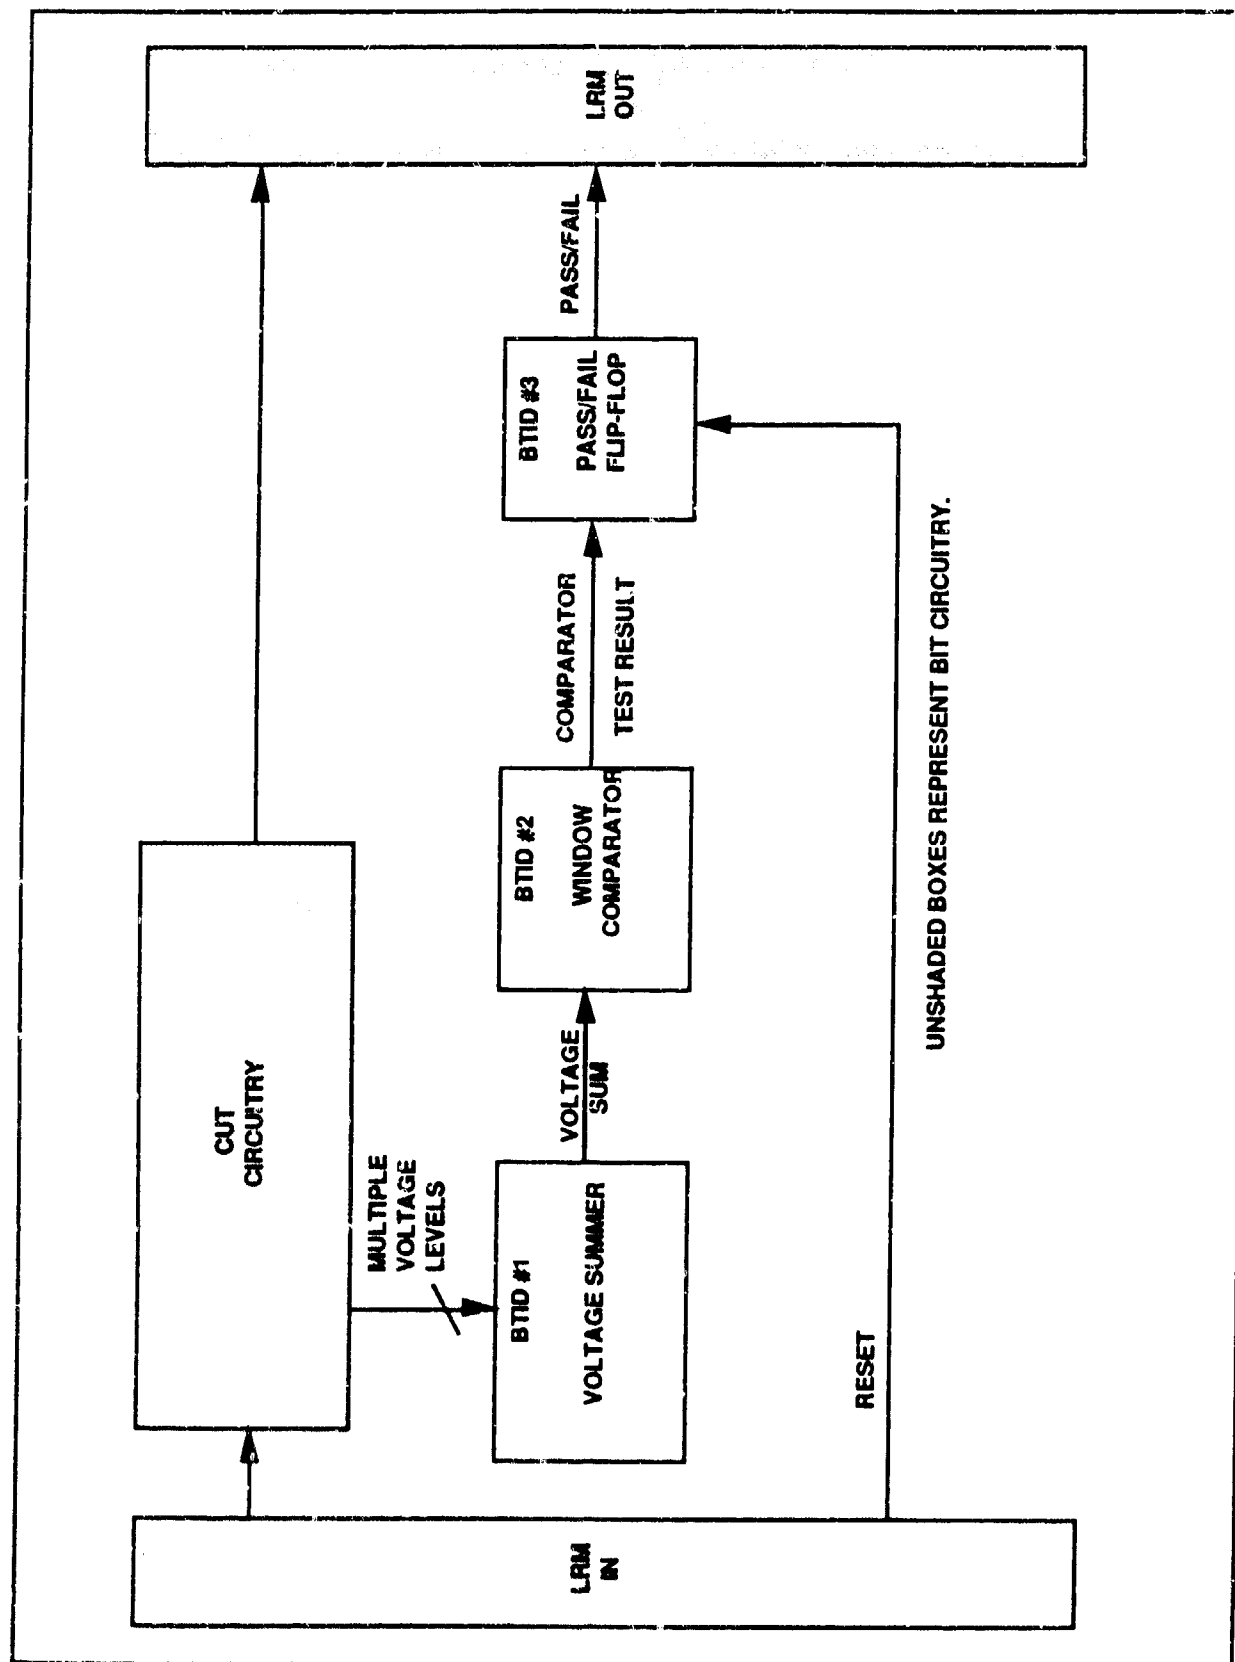 LRM
IN
CUT
CIRCUITRY
MULTIPLE
VOLTAGE
LEVELS
BTID #1
VOLTAGE SUMMER
VOLTAGE
SUM
BTID #2
WINDOW
COMPARATOR
COMPARATOR
TEST RESULT
BTID #3
PASS/FAIL
FLIP-FLOP
PASS/FAIL
LRM
OUT
RESET
UNSHADED BOXES REPRESENT BIT CIRCUITRY.